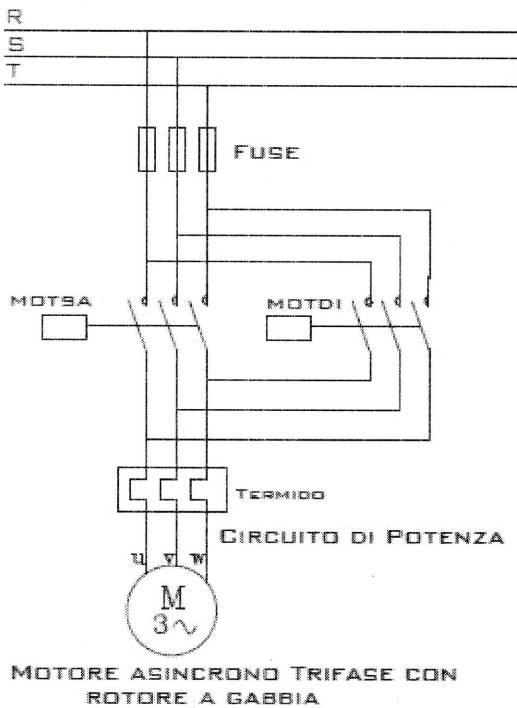 R
S
T
FUSE
MOTSA
MOTDI
TERMICO
CIRCUITO DI POTENZA
u v w
M
3~
MOTORE ASINCRONO TRIFASE CON
ROTORE A GABBIA